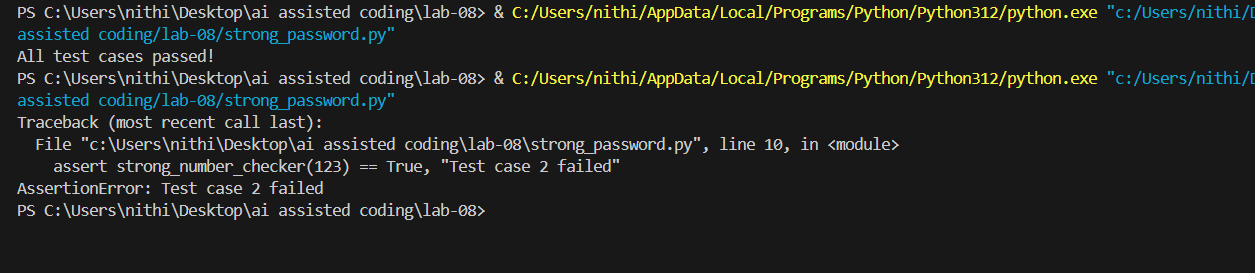 PS C:\Users\nithi\Desktop\ai assisted coding\lab-08> & C:/Users/nithi/AppData/Local/Programs/Python/Python312/python.exe "c:/Users/nithi/D
assisted coding/lab-08/strong_password.py"
All test cases passed!
PS C:\Users\nithi\Desktop\ai assisted coding\lab-08> & C:/Users/nithi/AppData/Local/Programs/Python/Python312/python.exe "c:/Users/nithi/D
assisted coding/lab-08/strong_password.py"
Traceback (most recent call last):
  File "c:\Users\nithi\Desktop\ai assisted coding\lab-08\strong_password.py", line 10, in <module>
    assert strong_number_checker(123) == True, "Test case 2 failed"
AssertionError: Test case 2 failed
PS C:\Users\nithi\Desktop\ai assisted coding\lab-08>